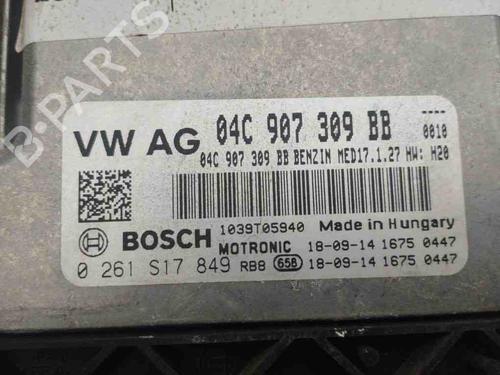 VW AG 04C 907 309 BB
---- 0010
04C 907 309 BB BENZIN MED17.1.27 HW: H20
1039T05940 Made in Hungary
BOSCH MOTRONIC 18-09-14 1675 0447
0 261 S17 849 RB8 65B 18-09-14 1675 0447
B-PARTS